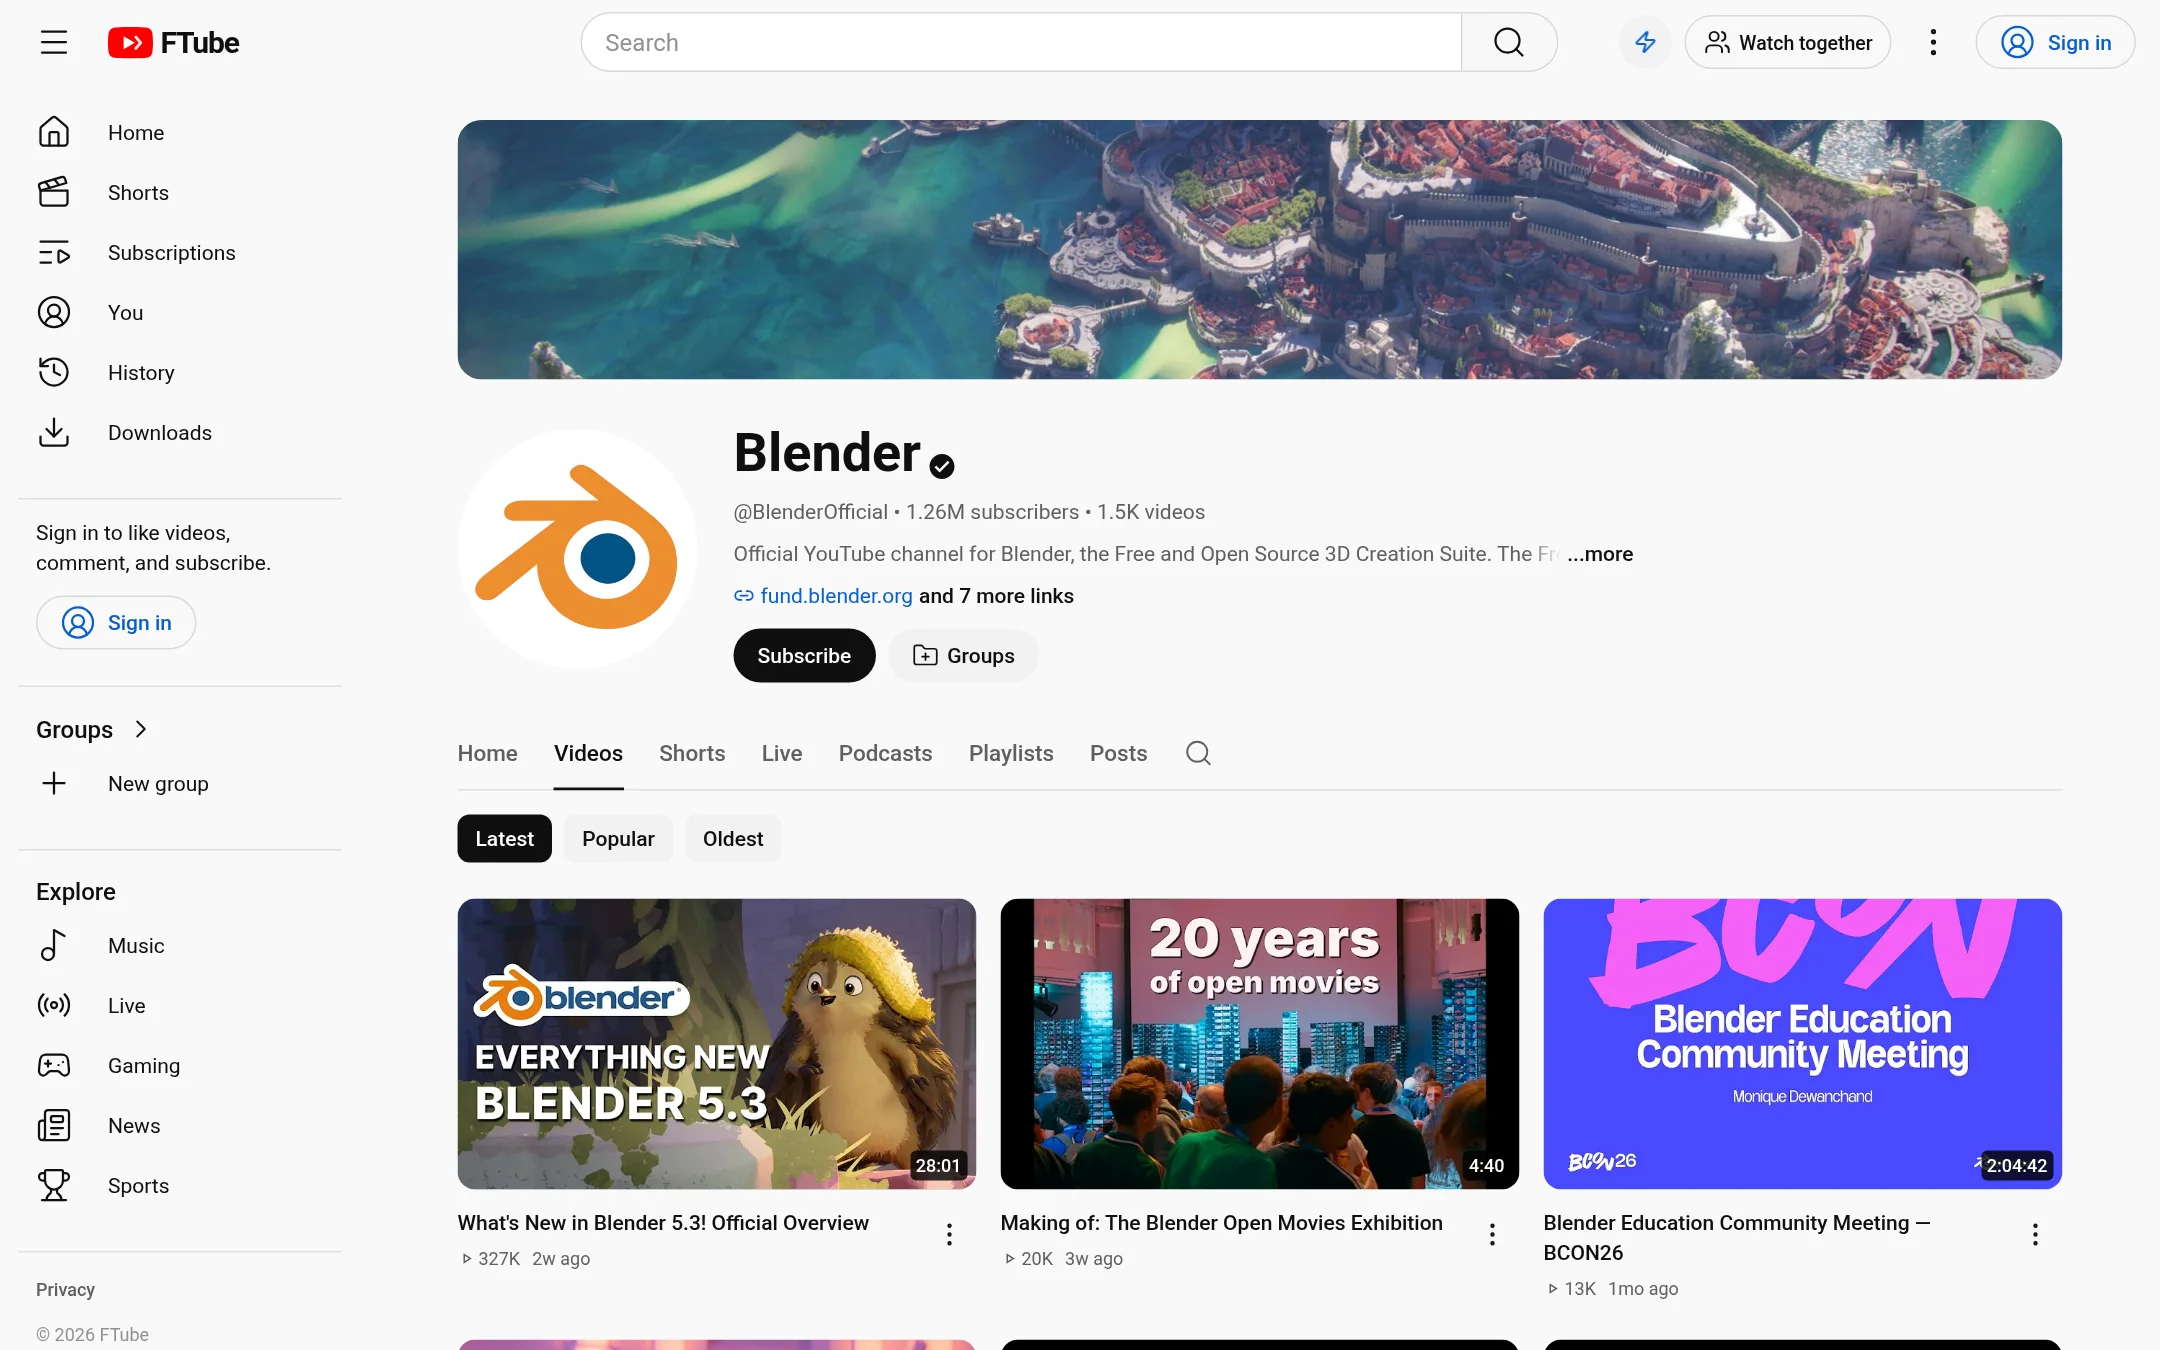 FTube
Search
Watch together
Sign in
Home
Shorts
Subscriptions
You
History
Downloads
Sign in to like videos,
comment, and subscribe.
Sign in
Groups
New group
Explore
Music
Live
Gaming
News
Sports
Privacy
© 2026 FTube
Blender
@BlenderOfficial • 1.26M subscribers • 1.5K videos
Official YouTube channel for Blender, the Free and Open Source 3D Creation Suite. The ...more
fund.blender.org and 7 more links
Subscribe
Groups
Home Videos Shorts Live Podcasts Playlists Posts
Latest Popular Oldest
blender
EVERYTHING NEW
BLENDER 5.3
28:01
What's New in Blender 5.3! Official Overview
327K 2w ago
20 years
of open movies
4:40
Making of: The Blender Open Movies Exhibition
20K 3w ago
BCON
Blender Education
Community Meeting
Monique Dewanchand
BCON26
2:04:42
Blender Education Community Meeting —
BCON26
13K 1mo ago